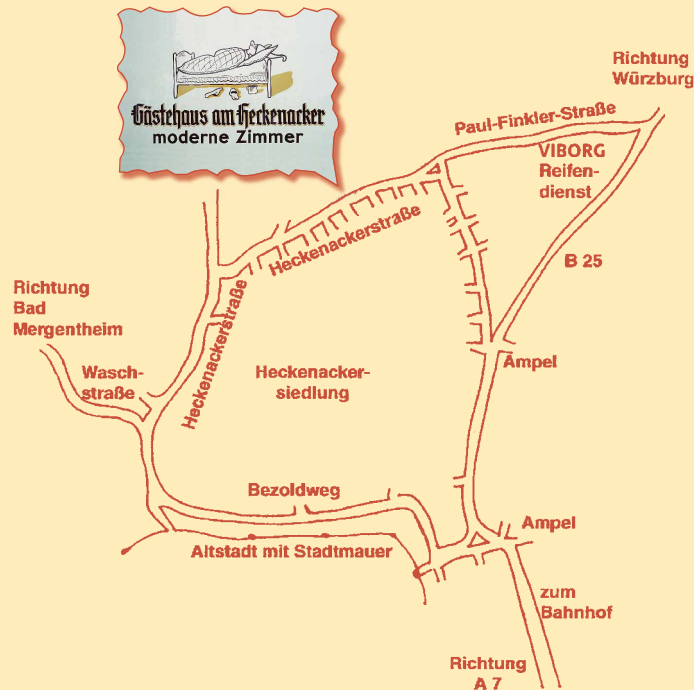 Gästehaus am Heckenacker
moderne Zimmer
Richtung
Würzburg
Paul-Finkler-Straße
VIBORG
Reifen-
dienst
Heckenackerstraße
B 25
Richtung
Bad
Mergentheim
Heckenackerstraße
Wasch-
straße
Heckenacker-
siedlung
Ampel
Bezoldweg
Ampel
Altstadt mit Stadtmauer
zum
Bahnhof
Richtung
A 7